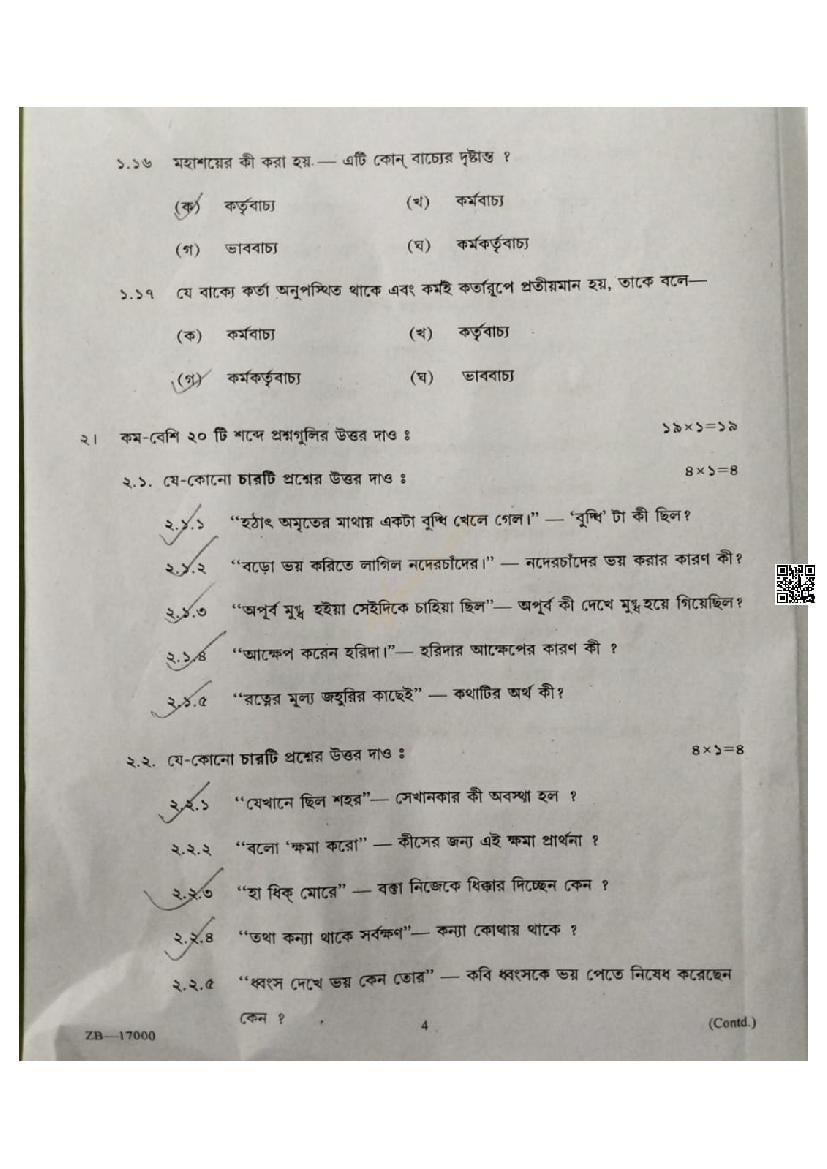 ১.১৬ মহাশয়ের কী করা হয়.— এটি কোন্ বাচ্যের দৃষ্টান্ত ?
(ক) কর্তৃবাচ্য (খ) কর্মবাচ্য
(গ) ভাববাচ্য (ঘ) কর্মকর্তৃবাচ্য
১.১৭ যে বাক্যে কর্তা অনুপস্থিত থাকে এবং কর্মই কর্তারূপে প্রতীয়মান হয়, তাকে বলে—
(ক) কর্মবাচ্য (খ) কর্তৃবাচ্য
(গ) কর্মকর্তৃবাচ্য (ঘ) ভাববাচ্য
২। কম-বেশি ২০ টি শব্দে প্রশ্নগুলির উত্তর দাও : ১৯×১=১৯
২.১. যে-কোনো চারটি প্রশ্নের উত্তর দাও : ৪×১=৪
২.১.১ “হঠাৎ অমৃতের মাথায় একটা বুদ্ধি খেলে গেল।” — ‘বুদ্ধি’ টা কী ছিল?
২.১.২ “বড়ো ভয় করিতে লাগিল নদেরচাঁদের।” — নদেরচাঁদের ভয় করার কারণ কী ?
২.১.৩ “অপূর্ব মুগ্ধ হইয়া সেইদিকে চাহিয়া ছিল”— অপূর্ব কী দেখে মুগ্ধ হয়ে গিয়েছিল?
২.১.৪ “আক্ষেপ করেন হরিদা।”— হরিদার আক্ষেপের কারণ কী ?
২.১.৫ “রত্নের মূল্য জহুরির কাছেই” — কথাটির অর্থ কী?
২.২. যে-কোনো চারটি প্রশ্নের উত্তর দাও : ৪×১=৪
২.২.১ “যেখানে ছিল শহর”— সেখানকার কী অবস্থা হল ?
২.২.২ “বলো ‘ক্ষমা করো” — কীসের জন্য এই ক্ষমা প্রার্থনা ?
২.২.৩ “হা ধিক্ মোরে” — বক্তা নিজেকে ধিক্কার দিচ্ছেন কেন ?
২.২.৪ “তথা কন্যা থাকে সর্বক্ষণ”— কন্যা কোথায় থাকে ?
২.২.৫ “ধ্বংস দেখে ভয় কেন তোর” — কবি ধ্বংসকে ভয় পেতে নিষেধ করেছেন
কেন ?
ZB—17000 4 (Contd.)